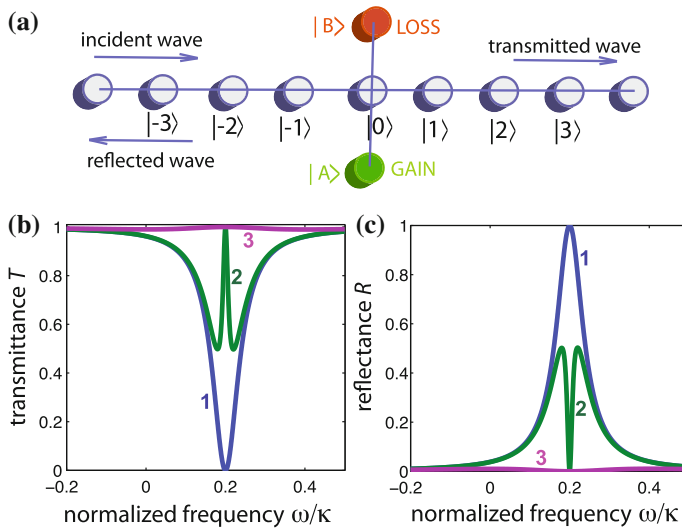 (a)
| B⟩ LOSS
incident wave
transmitted wave
|-3⟩ |-2⟩ |-1⟩ |0⟩ |1⟩ |2⟩ |3⟩
reflected wave
| A⟩ GAIN
(b)
1
0.8
0.6
0.4
0.2
0
transmittance T
3
2
1
-0.2 0 0.2 0.4
normalized frequency ω/κ
(c)
1
0.8
0.6
0.4
0.2
0
reflectance R
1
2
3
-0.2 0 0.2 0.4
normalized frequency ω/κ